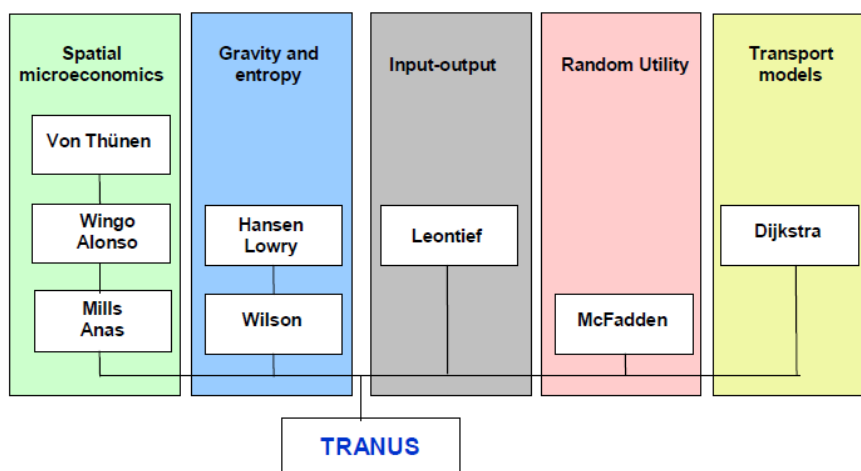 Spatial
microeconomics
Gravity and
entropy
Input-output
Random Utility
Transport
models
Von Thünen
Wingo
Alonso
Hansen
Lowry
Leontief
Dijkstra
Mills
Anas
Wilson
McFadden
TRANUS